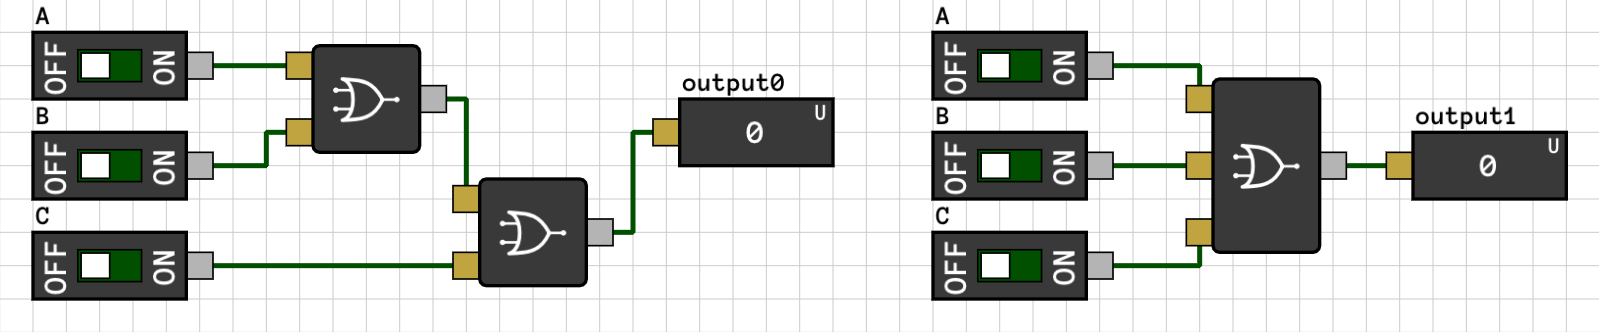 A
OFF ON
B
OFF ON
C
OFF ON
output0
0 U
A
OFF ON
B
OFF ON
C
OFF ON
output1
0 U